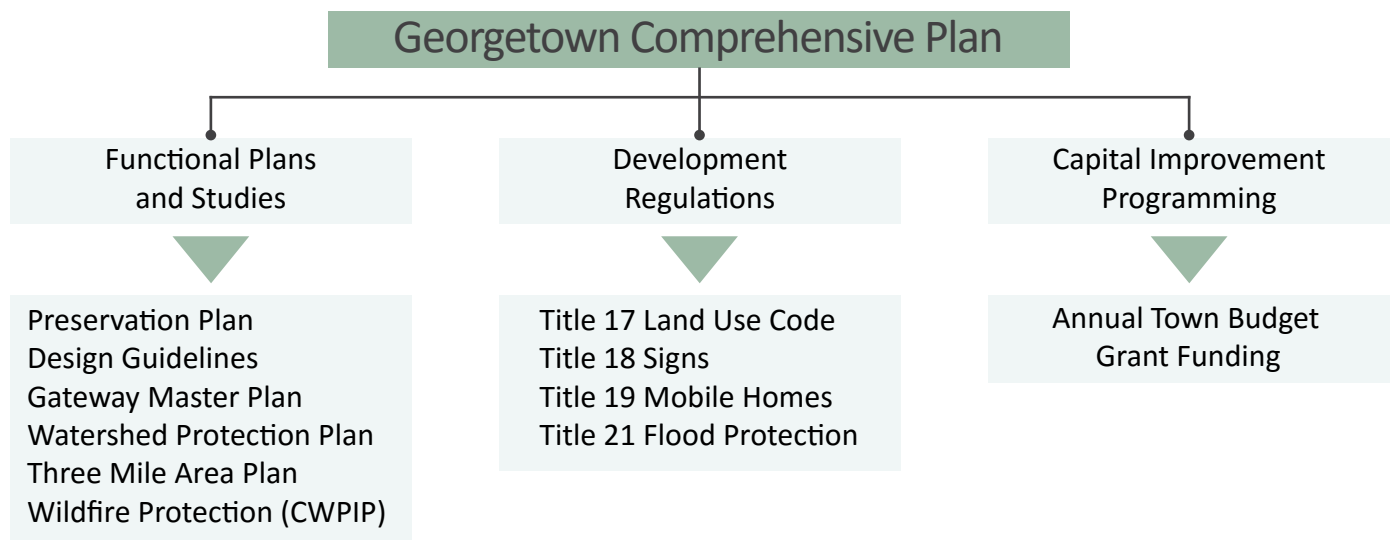 Georgetown Comprehensive Plan
Functional Plans
and Studies
Development
Regulations
Capital Improvement
Programming
Preservation Plan
Design Guidelines
Gateway Master Plan
Watershed Protection Plan
Three Mile Area Plan
Wildfire Protection (CWPIP)
Title 17 Land Use Code
Title 18 Signs
Title 19 Mobile Homes
Title 21 Flood Protection
Annual Town Budget
Grant Funding